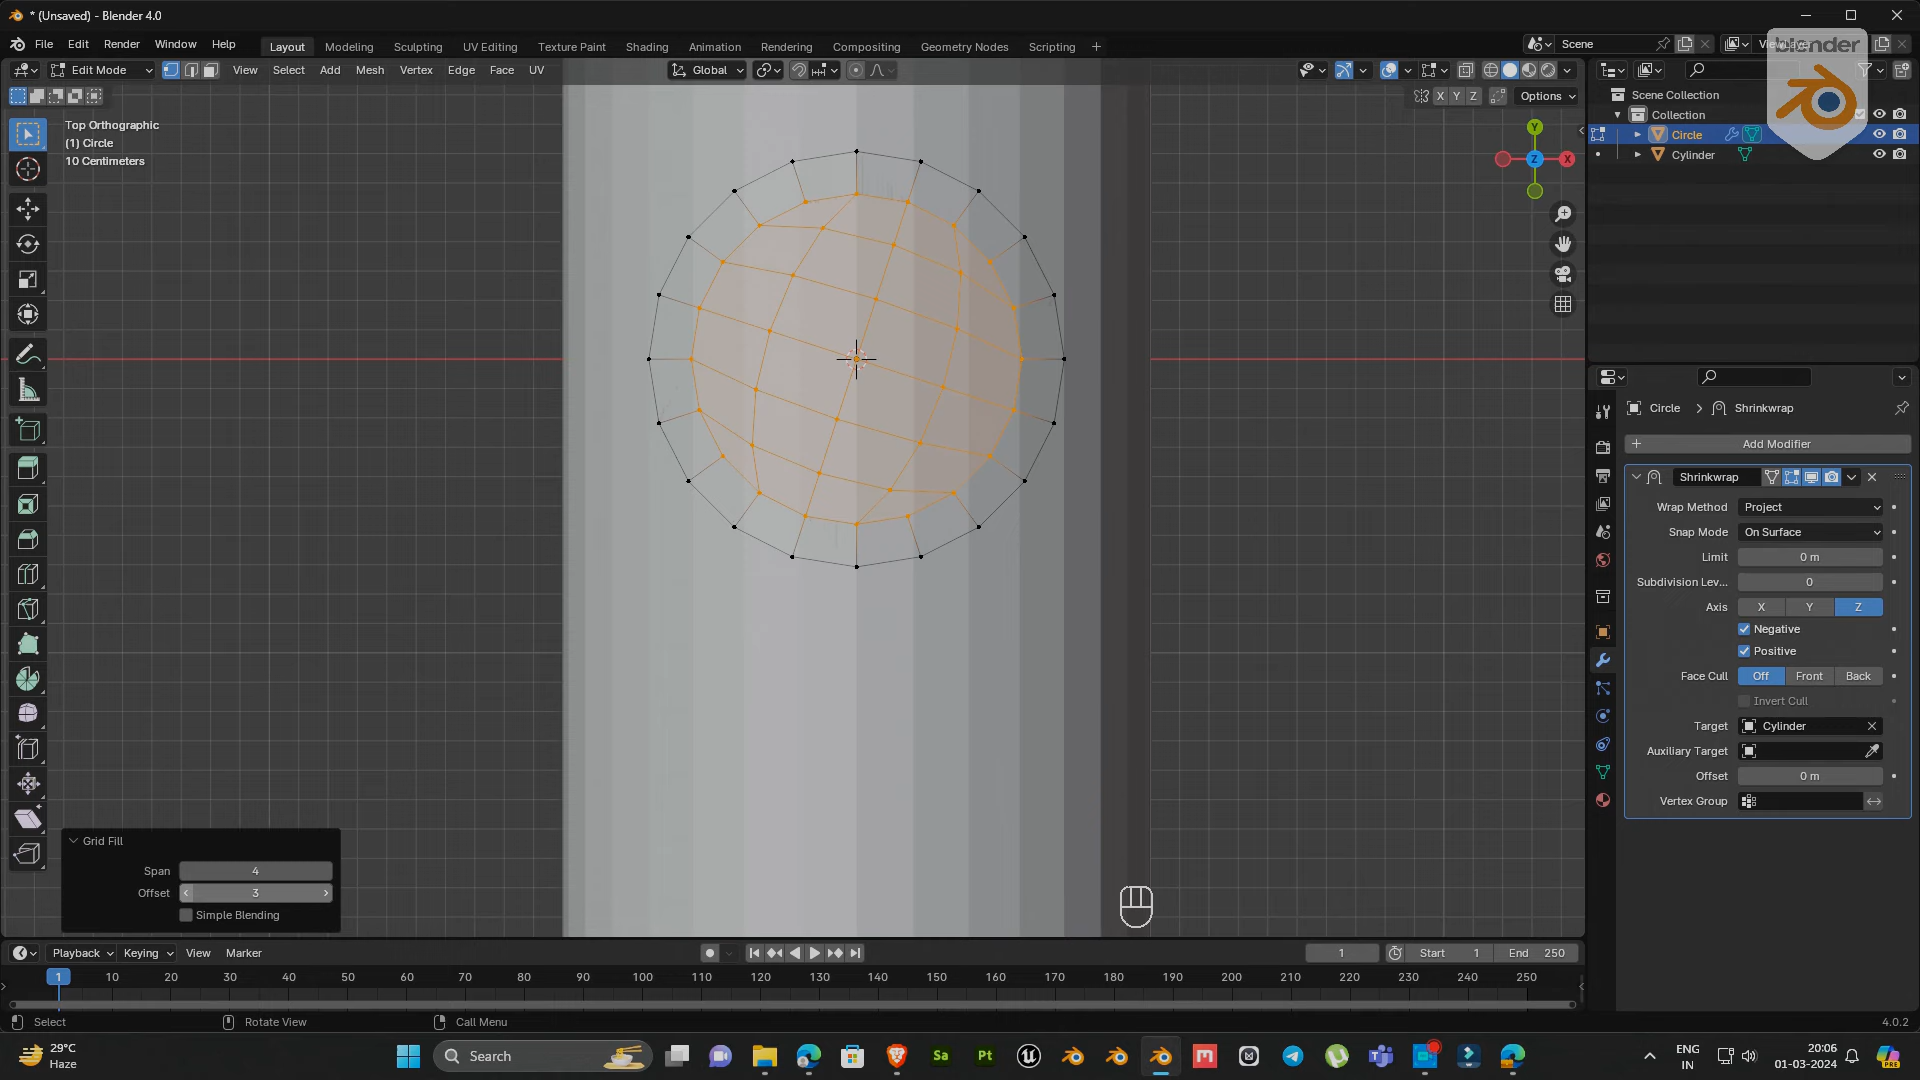 * (Unsaved) - Blender 4.0
File Edit Render Window Help Layout Modeling Sculpting UV Editing Texture Paint Shading Animation Rendering Compositing Geometry Nodes Scripting + Scene
blender
Edit Mode View Select Add Mesh Vertex Edge Face UV Global
X Y Z Options
Top Orthographic
(1) Circle
10 Centimeters
Y
Z X
Scene Collection
Collection
Circle
Cylinder
Circle > Shrinkwrap
+ Add Modifier
Shrinkwrap
Wrap Method Project
Snap Mode On Surface
Limit 0 m
Subdivision Lev... 0
Axis X Y Z
Negative
Positive
Face Cull Off Front Back
Invert Cull
Target Cylinder
Auxiliary Target
Offset 0 m
Vertex Group
Grid Fill
Span 4
Offset 3
Simple Blending
Playback Keying View Marker 1 Start 1 End 250
1 10 20 30 40 50 60 70 80 90 100 110 120 130 140 150 160 170 180 190 200 210 220 230 240 250
Select Rotate View Call Menu 4.0.2
29°C
Haze
Search
Sa
Pt
ENG
IN
20:06
01-03-2024
PRE